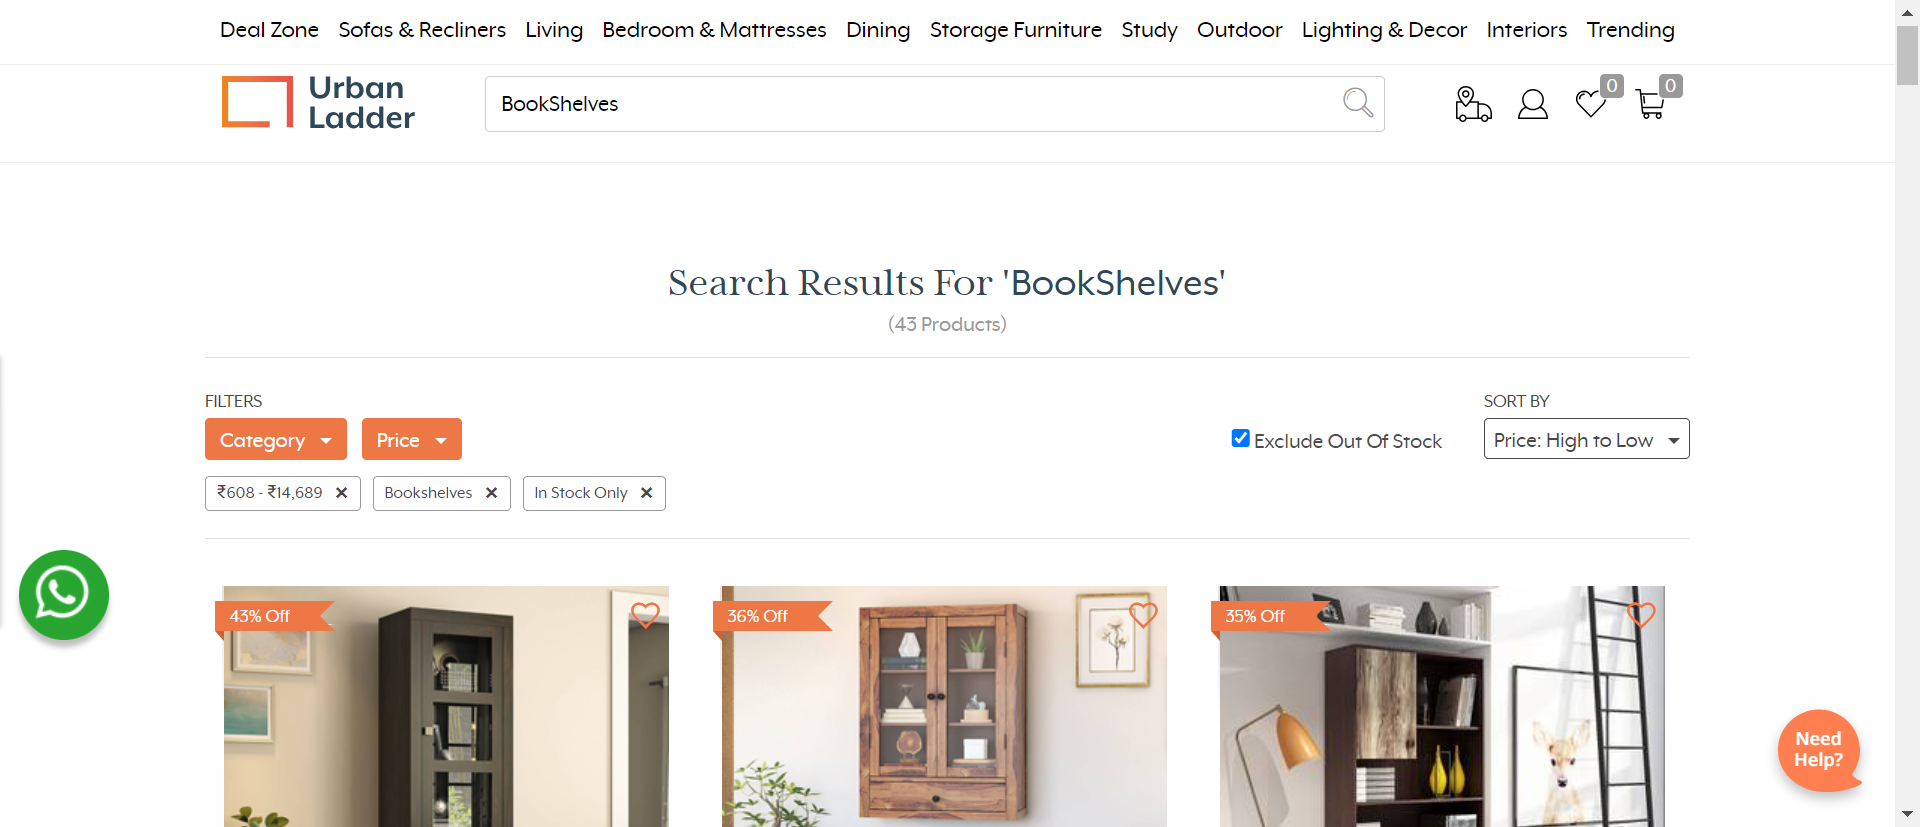 Deal Zone Sofas & Recliners Living Bedroom & Mattresses Dining Storage Furniture Study Outdoor Lighting & Decor Interiors Trending
Urban
Ladder
BookShelves
0
0
Search Results For 'BookShelves'
(43 Products)
FILTERS
SORT BY
Category
Price
Exclude Out Of Stock
Price: High to Low
₹608 - ₹14,689
Bookshelves
In Stock Only
43% Off
36% Off
35% Off
Need
Help?